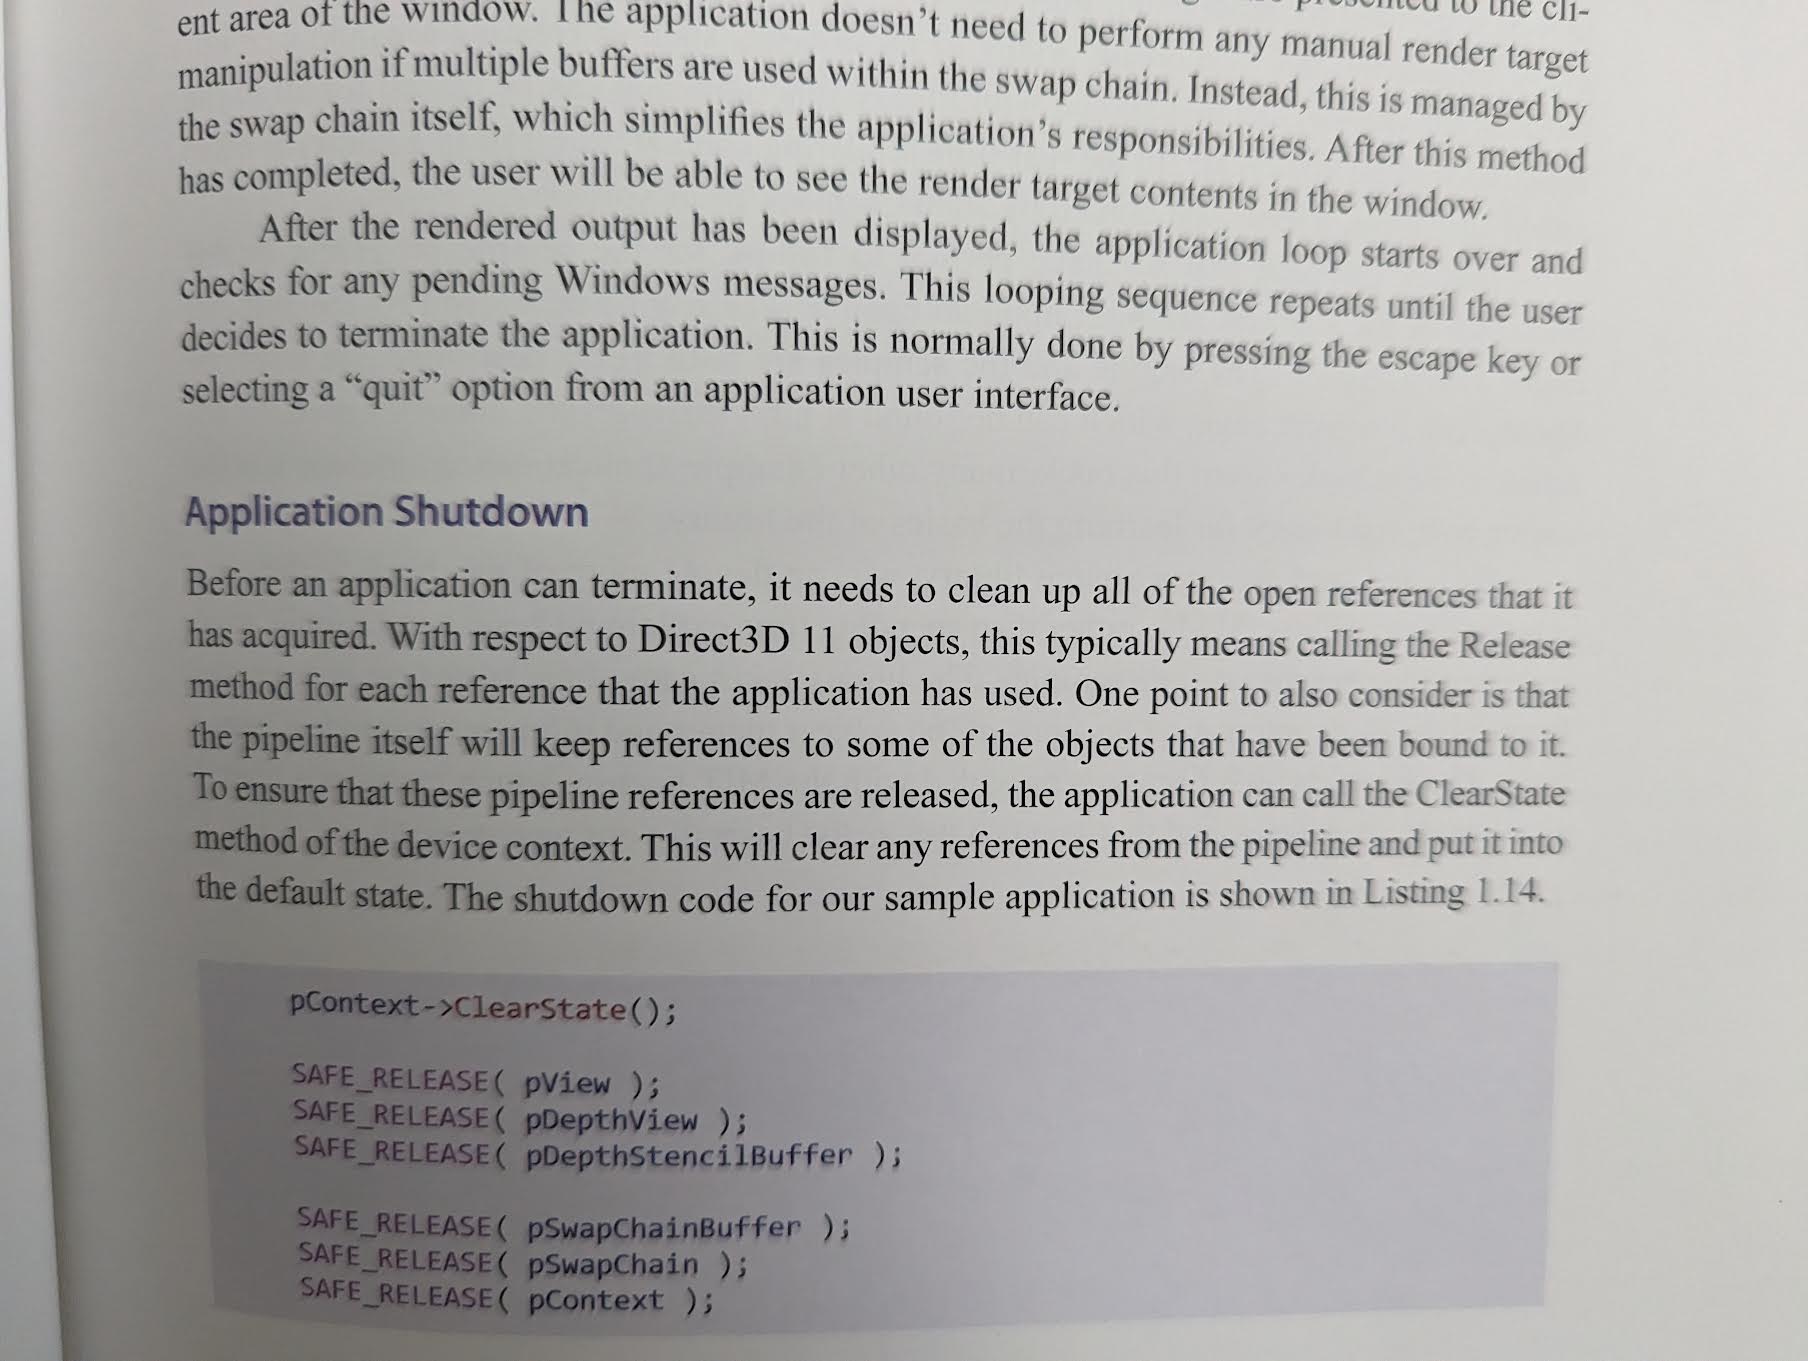 presented to the cli-
ent area of the window. The application doesn’t need to perform any manual render target
manipulation if multiple buffers are used within the swap chain. Instead, this is managed by
the swap chain itself, which simplifies the application’s responsibilities. After this method
has completed, the user will be able to see the render target contents in the window.
After the rendered output has been displayed, the application loop starts over and
checks for any pending Windows messages. This looping sequence repeats until the user
decides to terminate the application. This is normally done by pressing the escape key or
selecting a “quit” option from an application user interface.
Application Shutdown
Before an application can terminate, it needs to clean up all of the open references that it
has acquired. With respect to Direct3D 11 objects, this typically means calling the Release
method for each reference that the application has used. One point to also consider is that
the pipeline itself will keep references to some of the objects that have been bound to it.
To ensure that these pipeline references are released, the application can call the ClearState
method of the device context. This will clear any references from the pipeline and put it into
the default state. The shutdown code for our sample application is shown in Listing 1.14.
pContext->ClearState();
SAFE_RELEASE( pView );
SAFE_RELEASE( pDepthView );
SAFE_RELEASE( pDepthStencilBuffer );
SAFE_RELEASE( pSwapChainBuffer );
SAFE_RELEASE( pSwapChain );
SAFE_RELEASE( pContext );